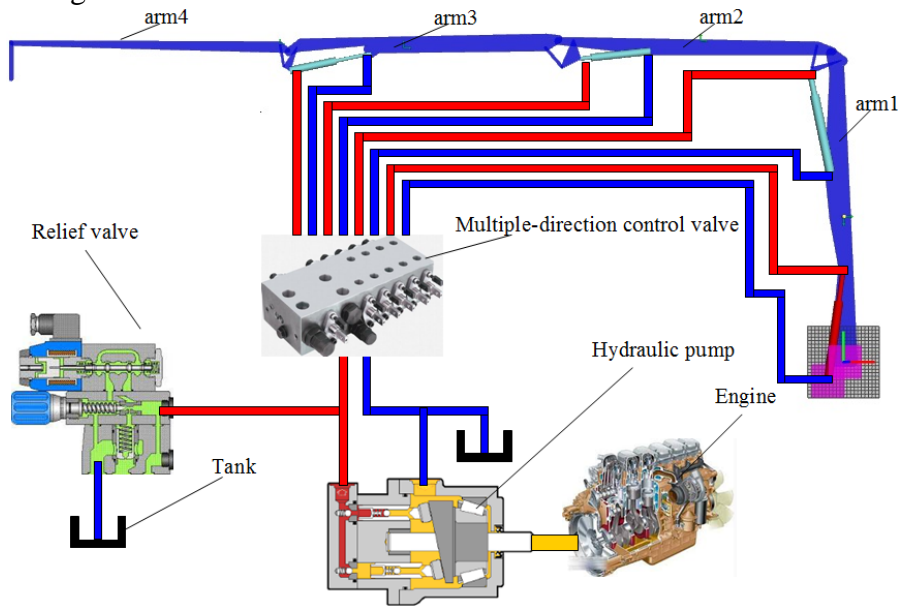 arm4
arm3
arm2
arm1
Relief valve
Multiple-direction control valve
Hydraulic pump
Engine
Tank